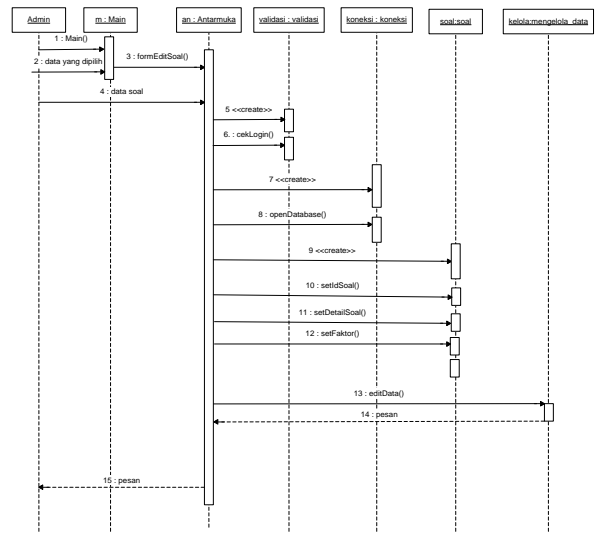 Admin
m : Main
an : Antarmuka
validasi : validasi
koneksi : koneksi
soal:soal
kelola:mengelola_data
1 : Main()
2 : data yang dipilih
3 : formEditSoal()
4 : data soal
5 <<create>>
6. : cekLogin()
7 <<create>>
8 : openDatabase()
9 <<create>>
10 : setIdSoal()
11 : setDetailSoal()
12 : setFaktor()
13 : editData()
14 : pesan
15 : pesan